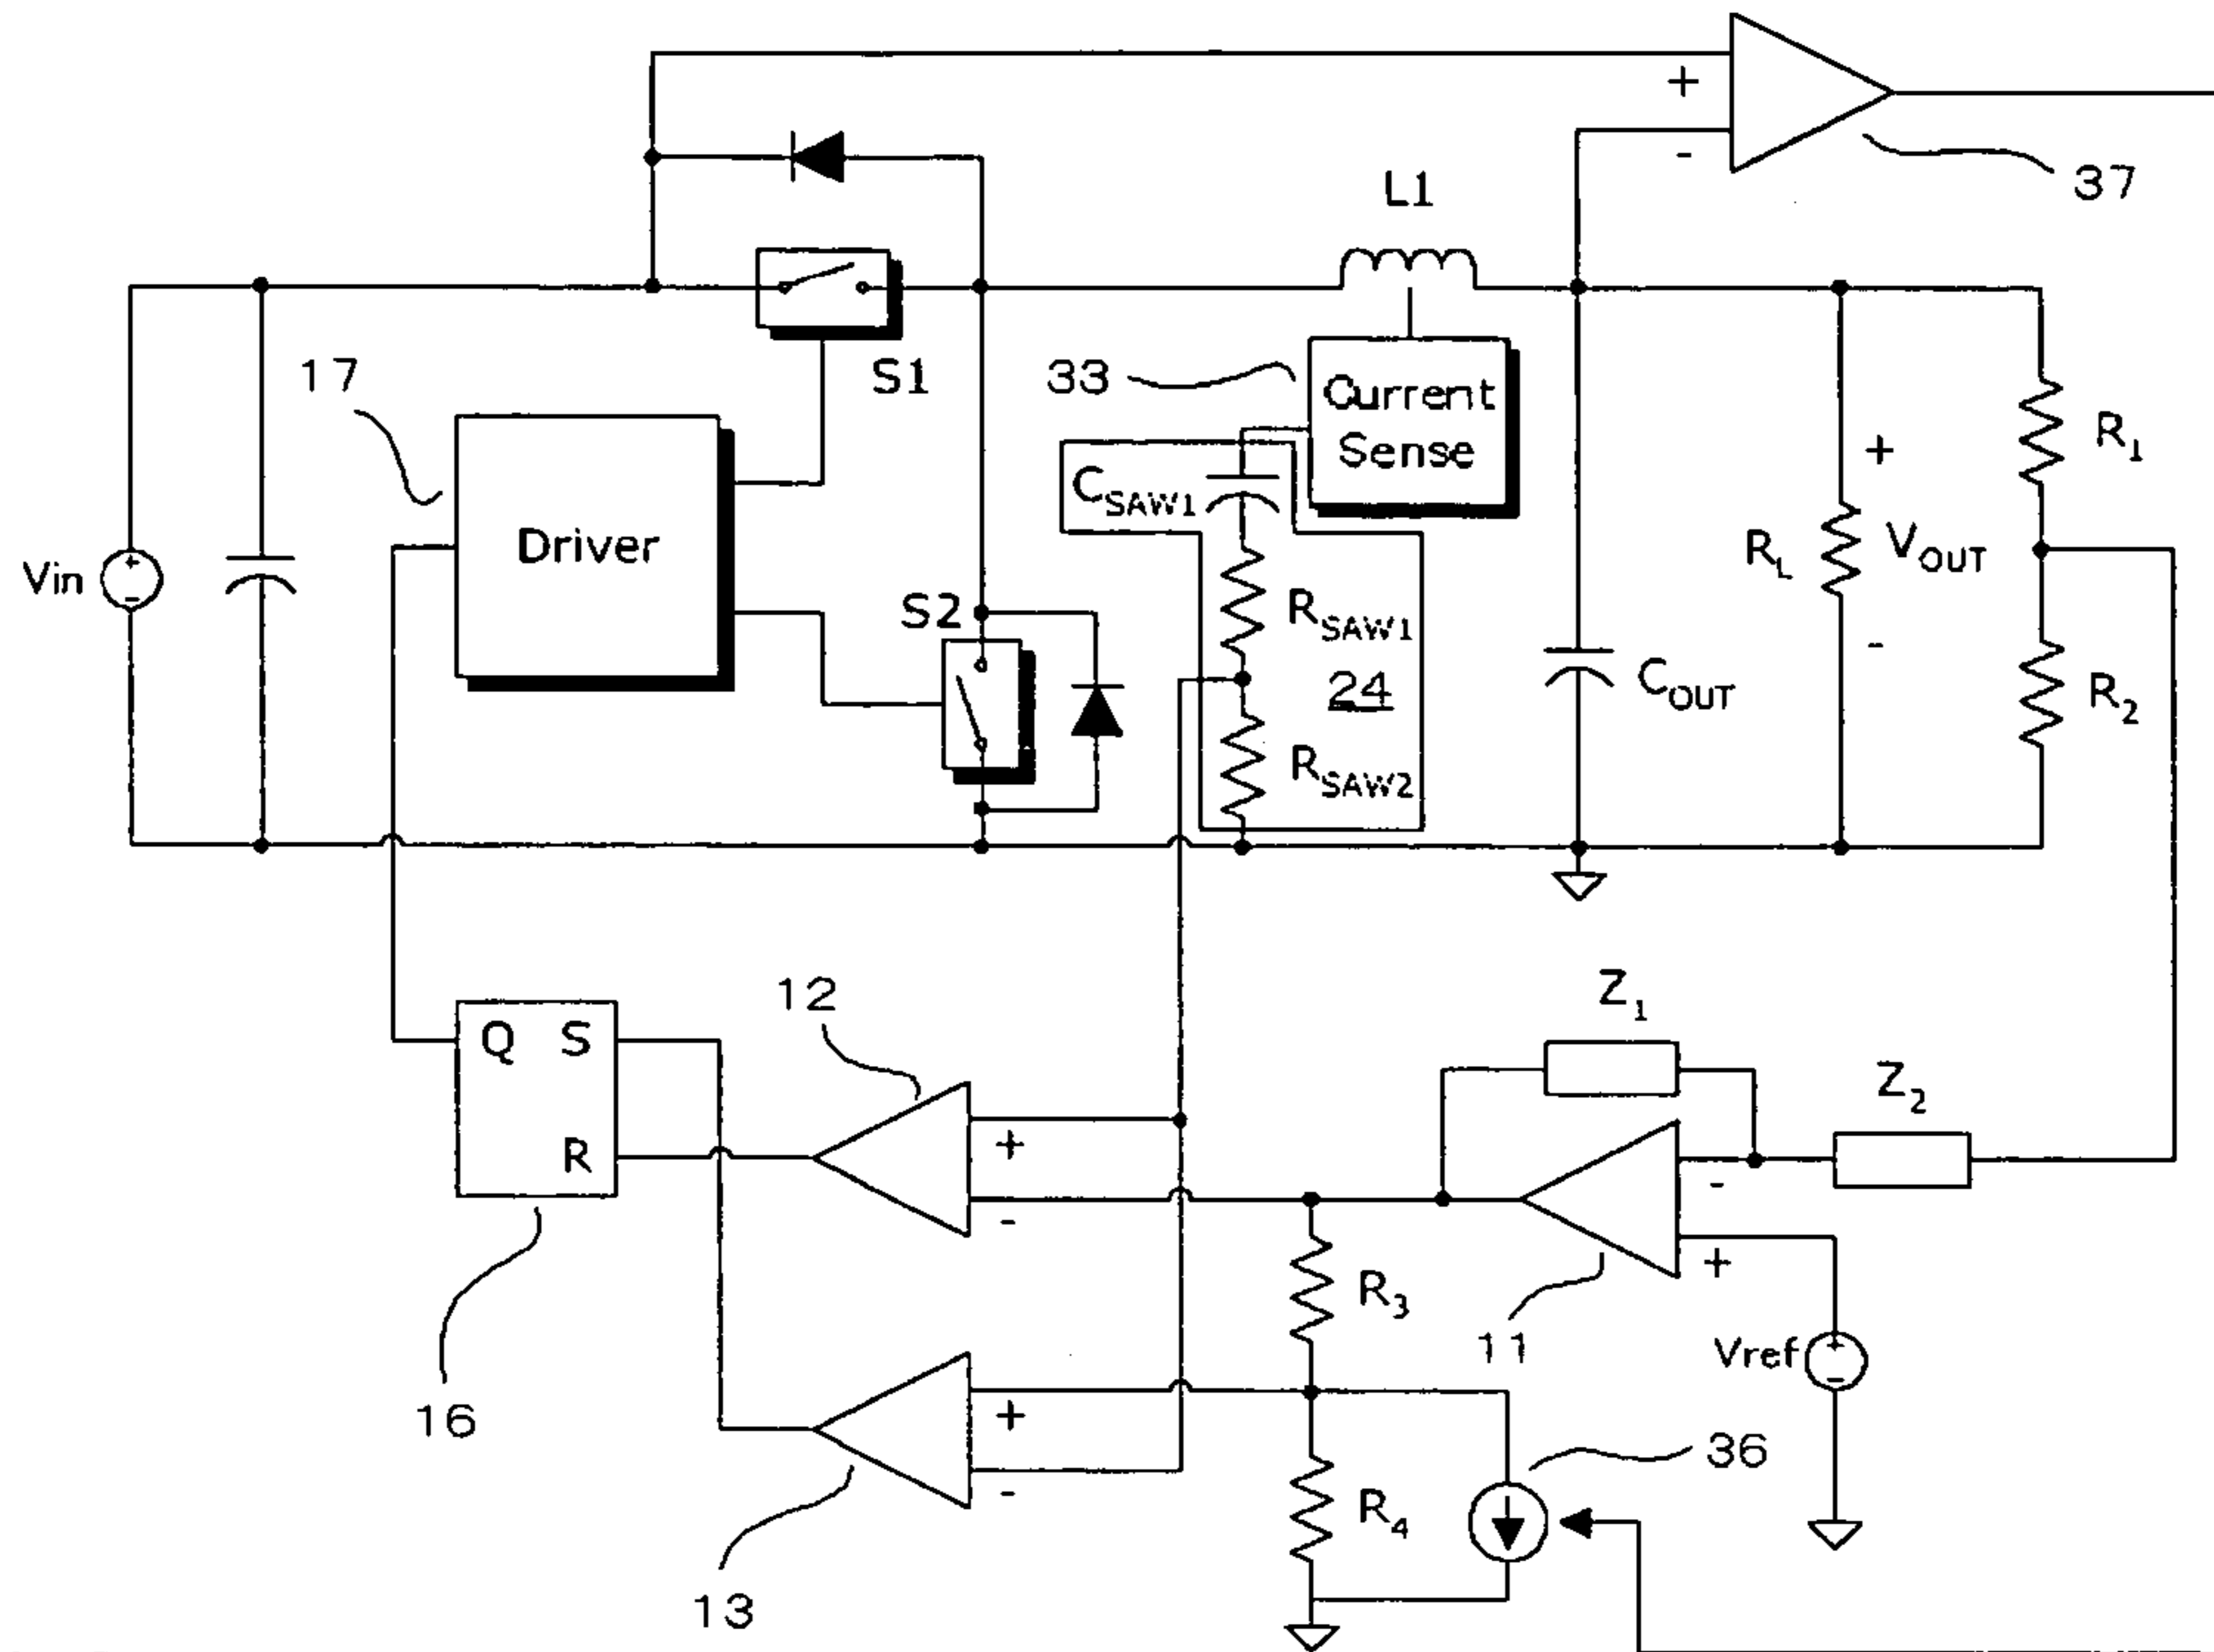 +
-
37
L1
S1
17
33
Current
Sense
R1
+
CSAW1
Driver
Vin
+
-
RL
VOUT
S2
RSAW1
-
24
COUT
R2
RSAW2
12
Z1
Q
S
Z2
R
+
-
-
+
R3
11
Vref
+
-
16
+
-
36
R4
13